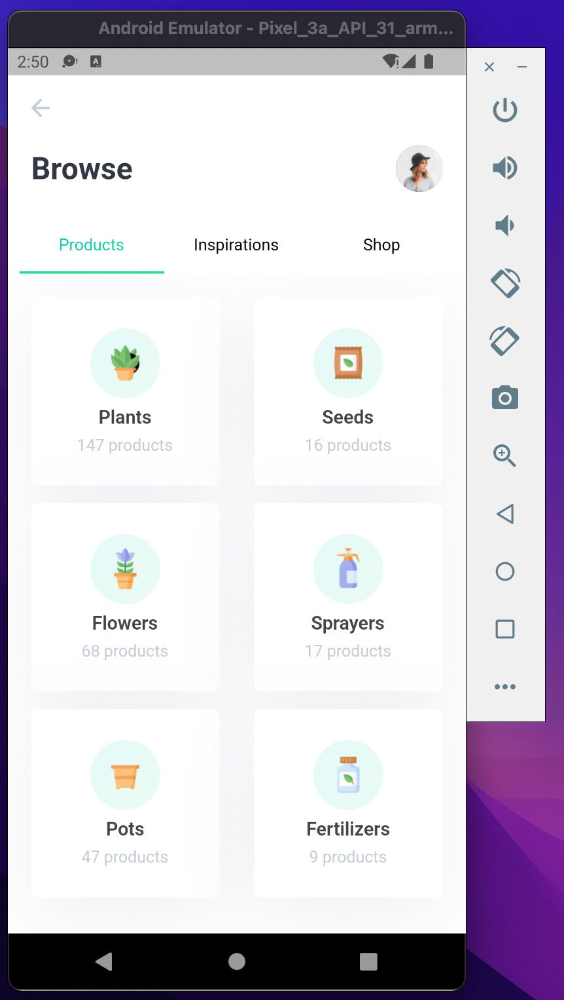 Android Emulator - Pixel_3a_API_31_arm...
2:50
A
Browse
Products Inspirations Shop
Plants Seeds
147 products 16 products
Flowers Sprayers
68 products 17 products
Pots Fertilizers
47 products 9 products